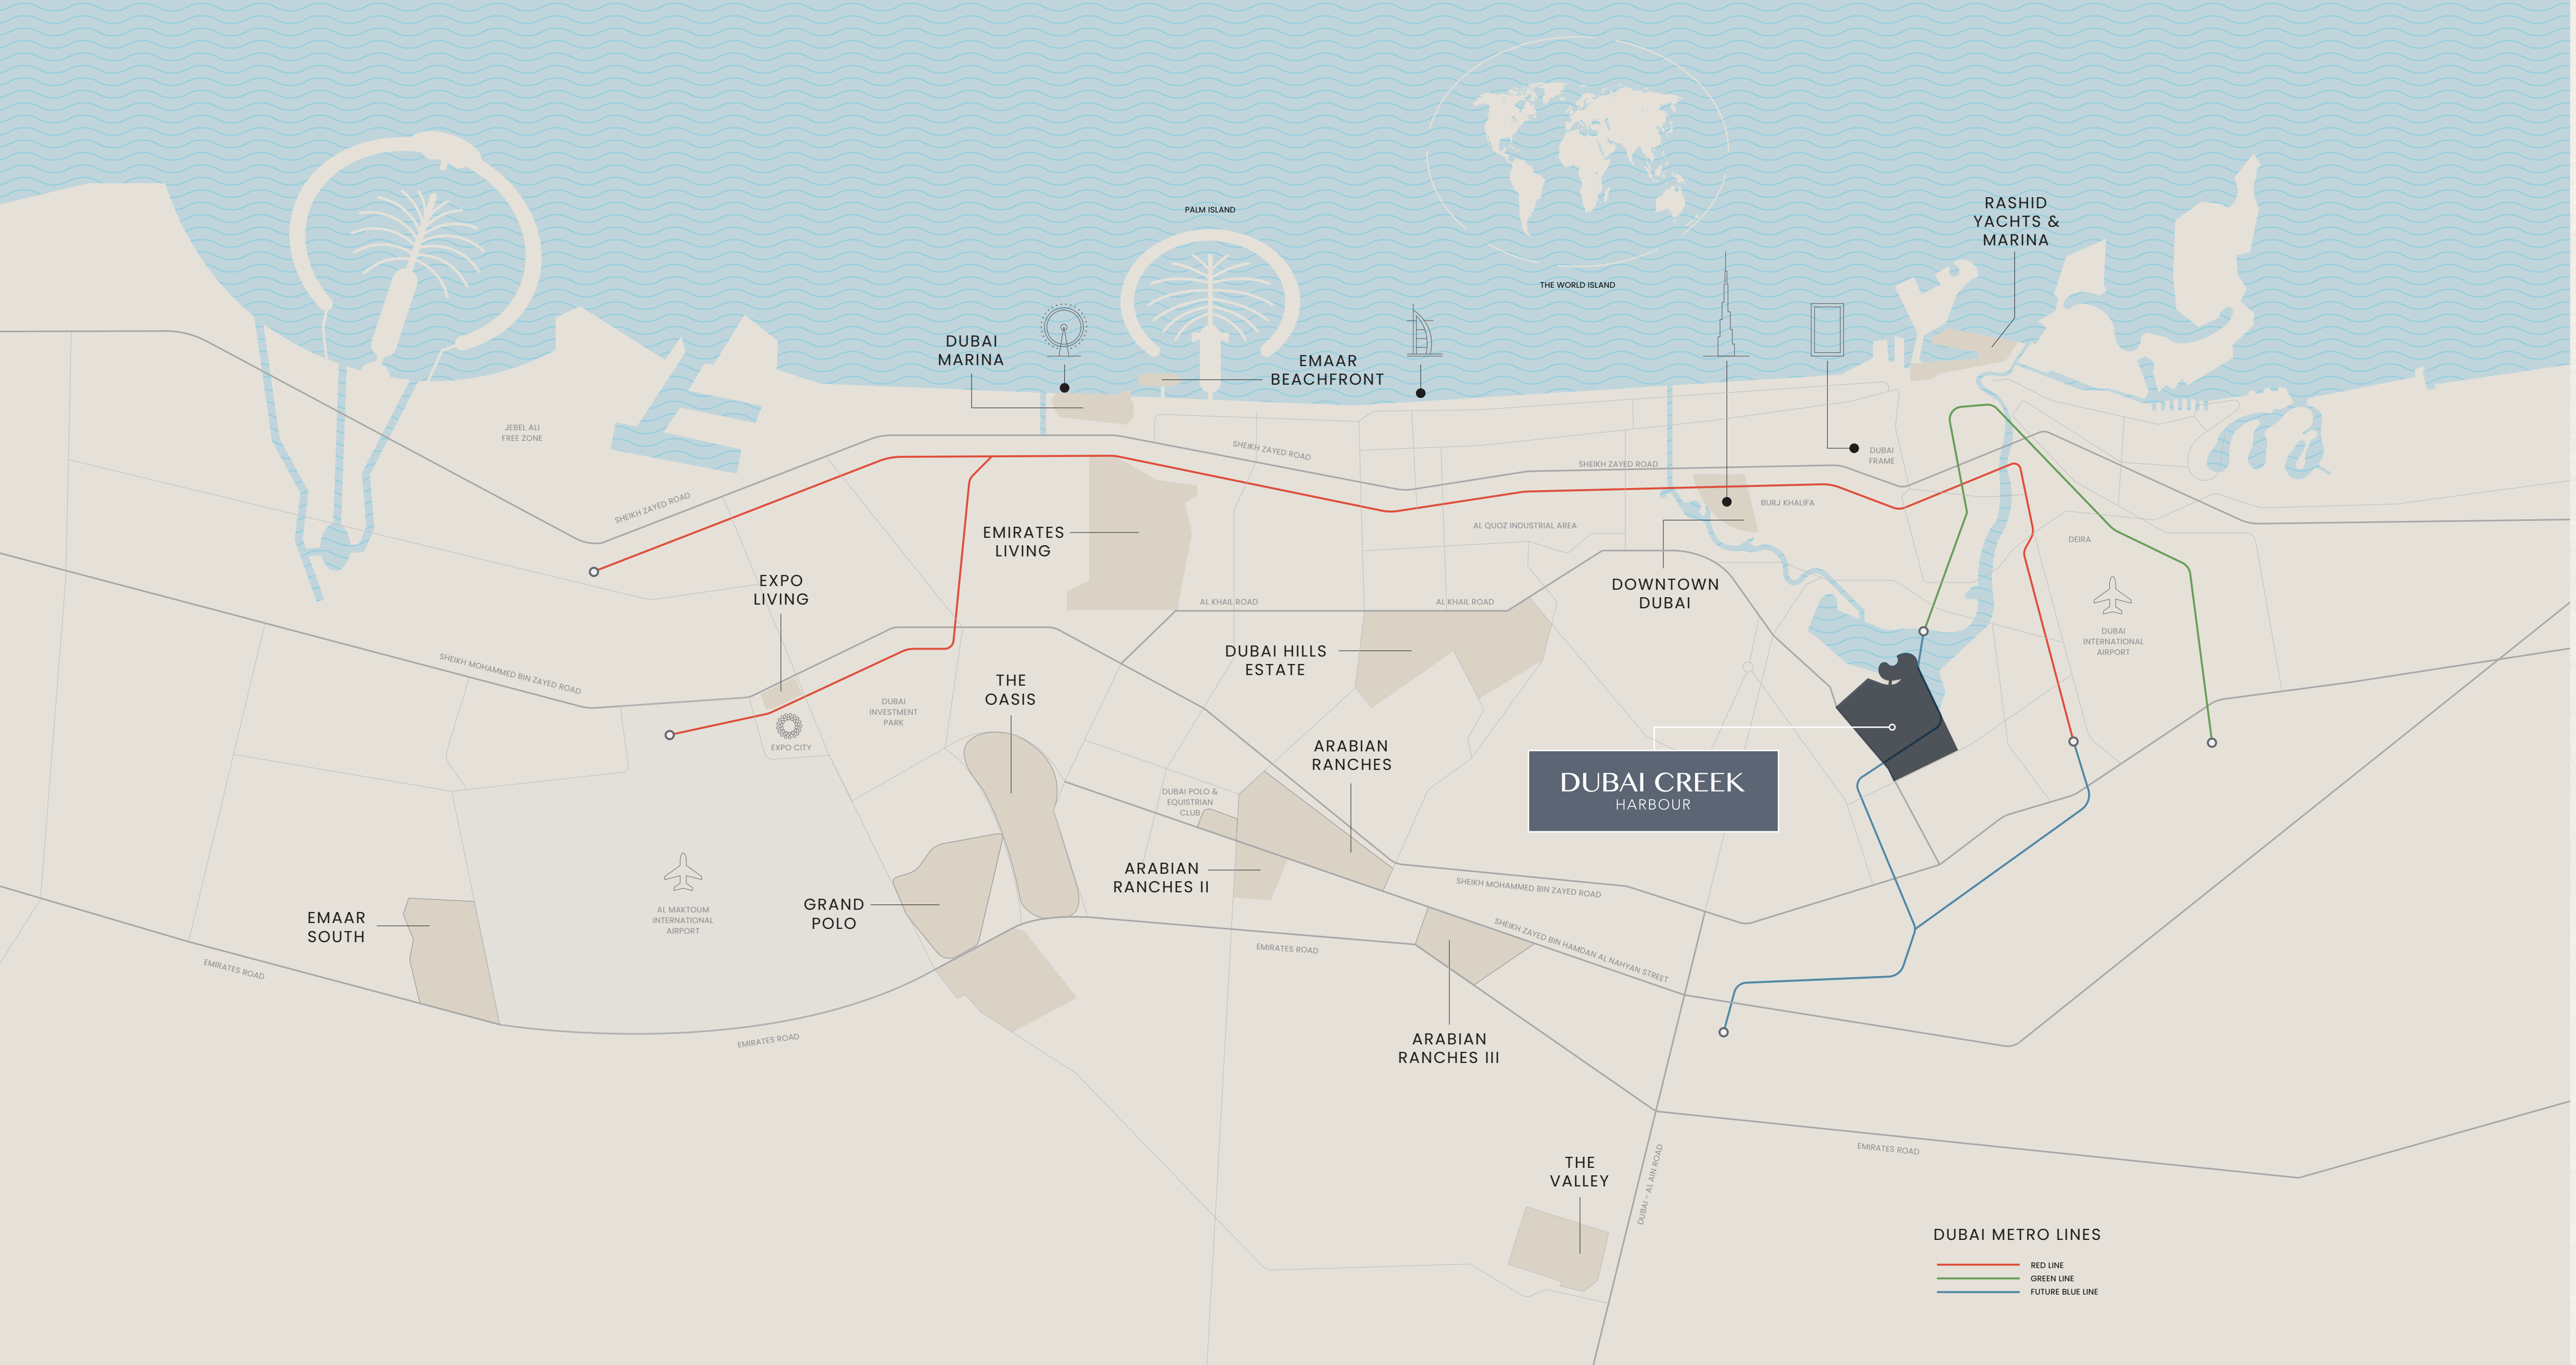 PALM ISLAND
THE WORLD ISLAND
RASHID
YACHTS &
MARINA
DUBAI
MARINA
EMAAR
BEACHFRONT
JEBEL ALI
FREE ZONE
SHEIKH ZAYED ROAD
SHEIKH ZAYED ROAD
SHEIKH ZAYED ROAD
DUBAI
FRAME
BURJ KHALIFA
AL QUOZ INDUSTRIAL AREA
DEIRA
EMIRATES
LIVING
EXPO
LIVING
AL KHAIL ROAD
AL KHAIL ROAD
DOWNTOWN
DUBAI
DUBAI
INTERNATIONAL
AIRPORT
SHEIKH MOHAMMED BIN ZAYED ROAD
DUBAI HILLS
ESTATE
THE
OASIS
DUBAI
INVESTMENT
PARK
EXPO CITY
ARABIAN
RANCHES
DUBAI CREEK
HARBOUR
DUBAI POLO &
EQUISTRIAN
CLUB
ARABIAN
RANCHES II
SHEIKH MOHAMMED BIN ZAYED ROAD
GRAND
POLO
EMAAR
SOUTH
AL MAKTOUM
INTERNATIONAL
AIRPORT
SHEIKH ZAYED BIN HAMDAN AL NAHYAN STREET
EMIRATES ROAD
EMIRATES ROAD
EMIRATES ROAD
ARABIAN
RANCHES III
EMIRATES ROAD
DUBAI - AL AIN ROAD
THE
VALLEY
DUBAI METRO LINES
RED LINE
GREEN LINE
FUTURE BLUE LINE